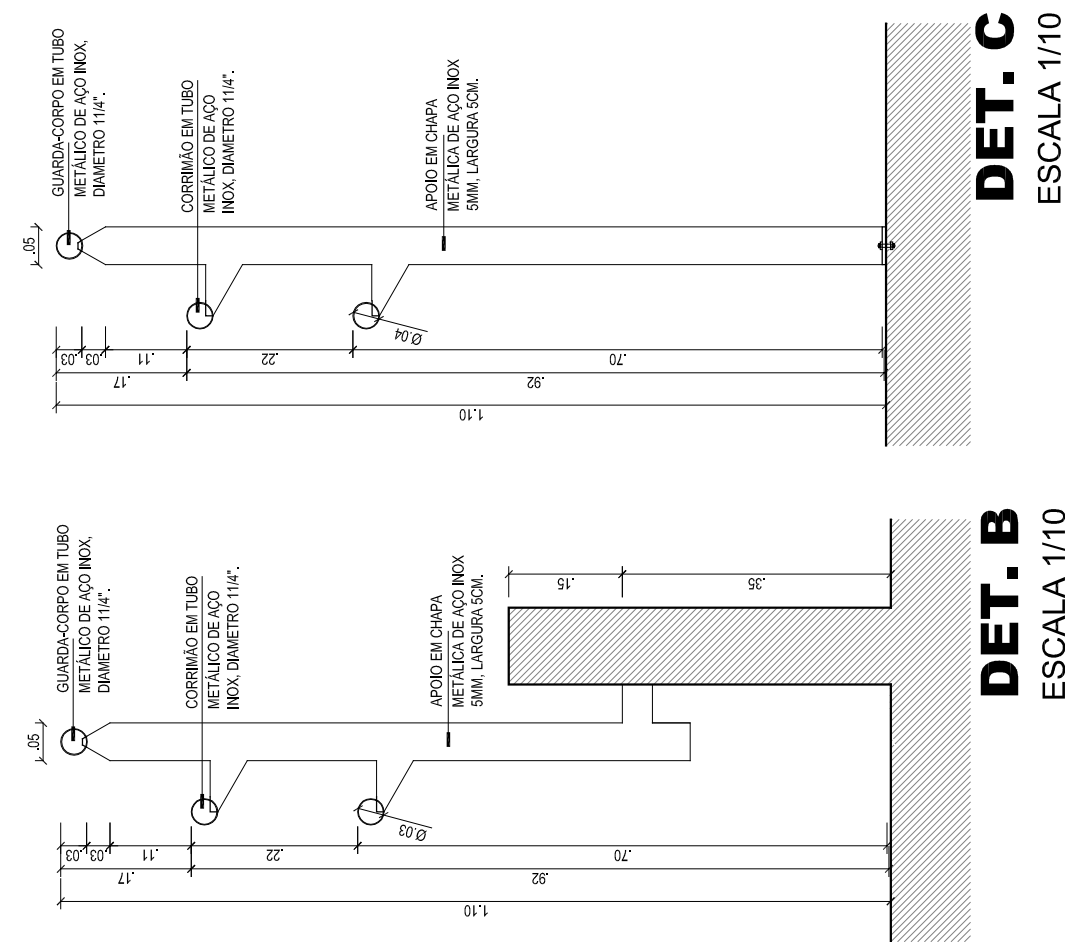 GUARDA-CORPO EM TUBO
METÁLICO DE AÇO INOX,
DIAMETRO 11/4".
CORRIMÃO EM TUBO
METÁLICO DE AÇO
INOX, DIAMETRO 11/4".
APOIO EM CHAPA
METÁLICA DE AÇO INOX
5MM, LARGURA 5CM.
.05
Ø.04
.03
.03
.11
.22
.70
.17
.92
1.10
DET. C
ESCALA 1/10
GUARDA-CORPO EM TUBO
METÁLICO DE AÇO INOX,
DIAMETRO 11/4".
CORRIMÃO EM TUBO
METÁLICO DE AÇO
INOX, DIAMETRO 11/4".
APOIO EM CHAPA
METÁLICA DE AÇO INOX
5MM, LARGURA 5CM.
.05
.15
.35
Ø.03
.03
.03
.11
.22
.70
.17
.92
1.10
DET. B
ESCALA 1/10